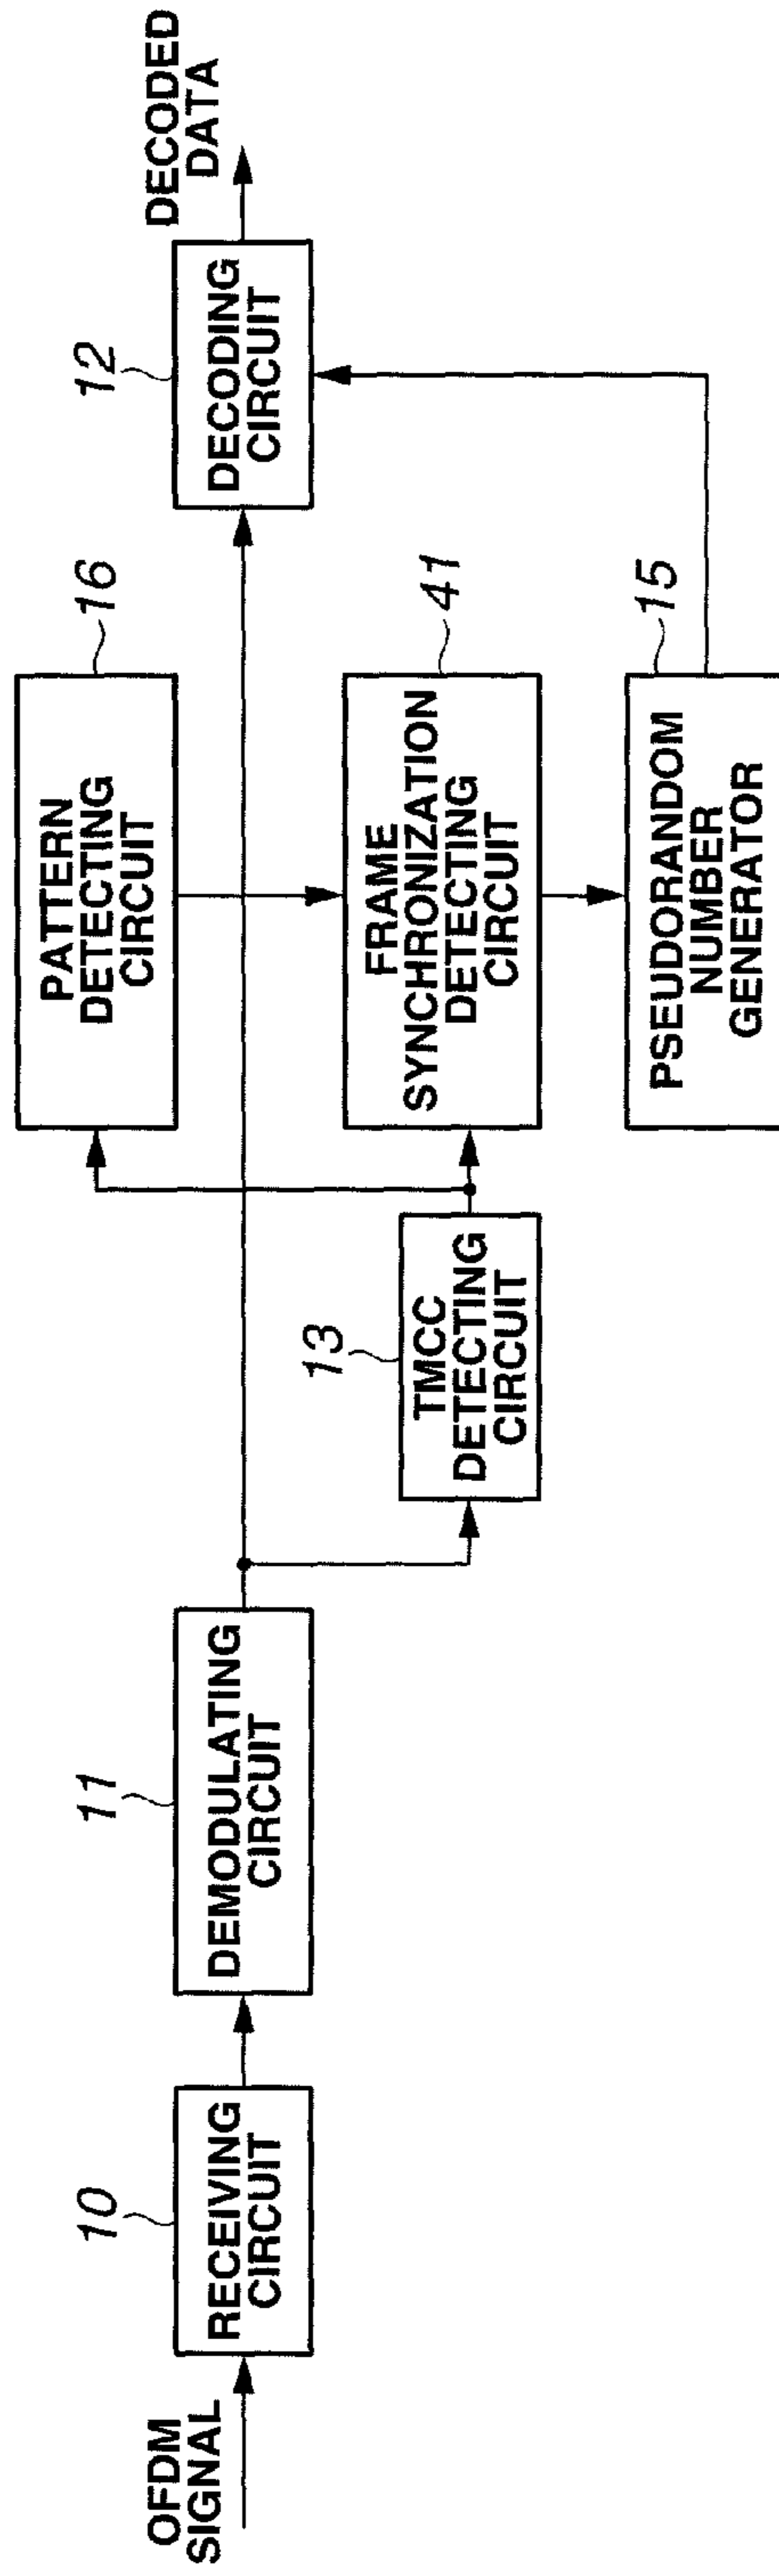 OFDM
SIGNAL
10
RECEIVING
CIRCUIT
11
DEMODULATING
CIRCUIT
13
TMCC
DETECTING
CIRCUIT
PATTERN
DETECTING
CIRCUIT
16
FRAME
SYNCHRONIZATION
DETECTING
CIRCUIT
41
PSEUDORANDOM
NUMBER
GENERATOR
15
12
DECODING
CIRCUIT
DECODED
DATA